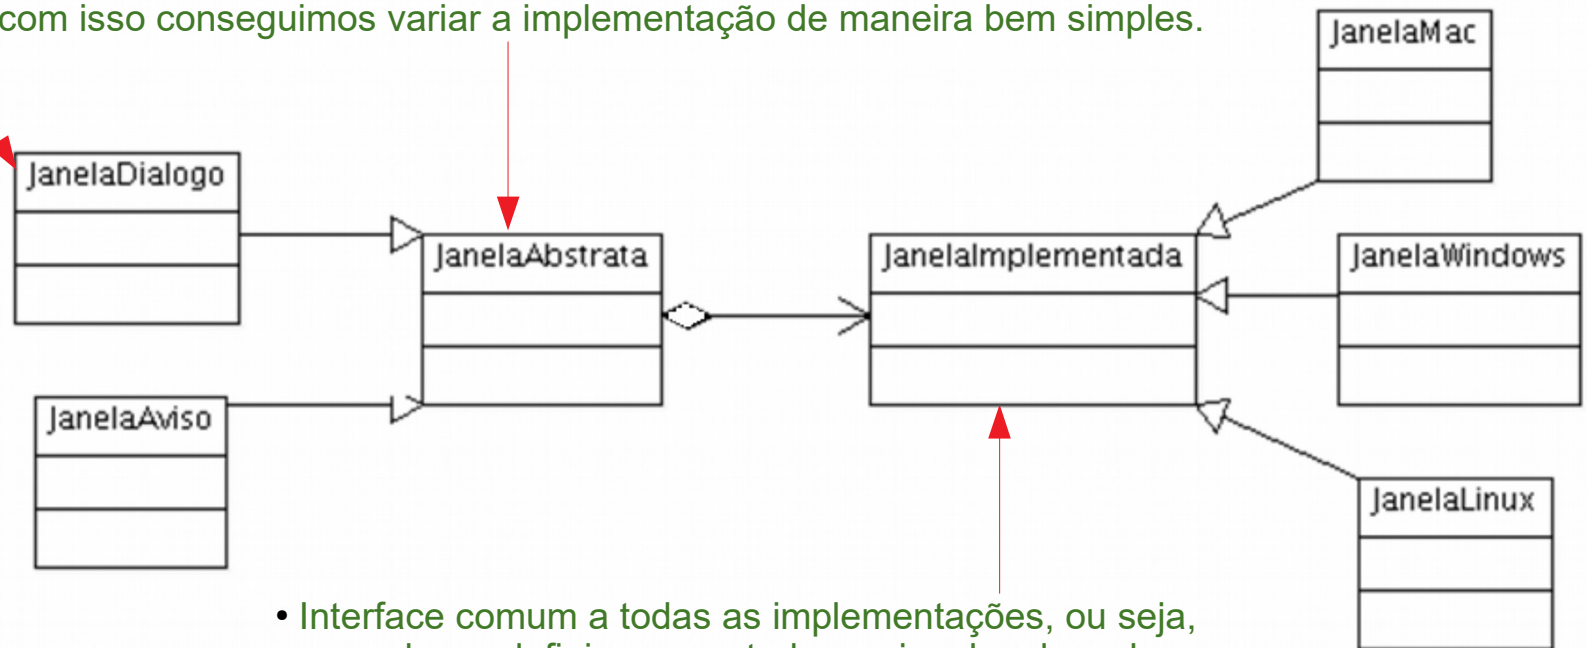 com isso conseguimos variar a implementação de maneira bem simples.
JanelaMac
JanelaDialogo
JanelaAbstrata
JanelaImplementada
JanelaWindows
JanelaAviso
JanelaLinux
• Interface comum a todas as implementações, ou seja,